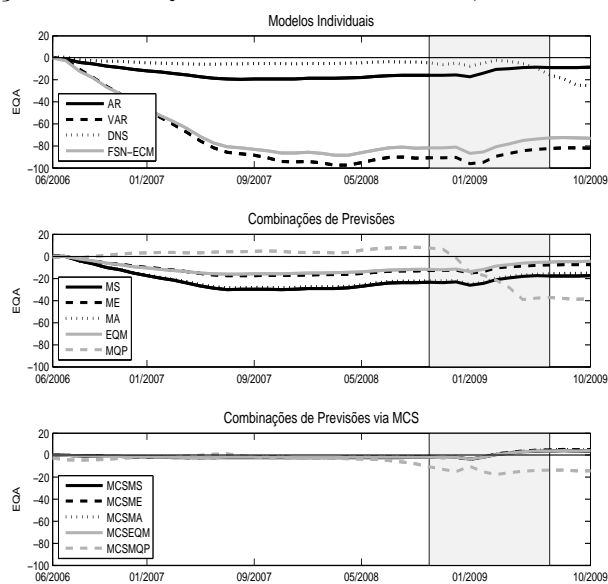 Modelos Individuais
20
0
−20
−40
−60
−80
−100
EQA
AR
VAR
DNS
FSN−ECM
06/2006 01/2007 09/2007 05/2008 01/2009 10/2009
Combinações de Previsões
20
0
−20
−40
−60
−80
−100
EQA
MS
ME
MA
EQM
MQP
06/2006 01/2007 09/2007 05/2008 01/2009 10/2009
Combinações de Previsões via MCS
20
0
−20
−40
−60
−80
−100
EQA
MCSMS
MCSME
MCSMA
MCSEQM
MCSMQP
06/2006 01/2007 09/2007 05/2008 01/2009 10/2009